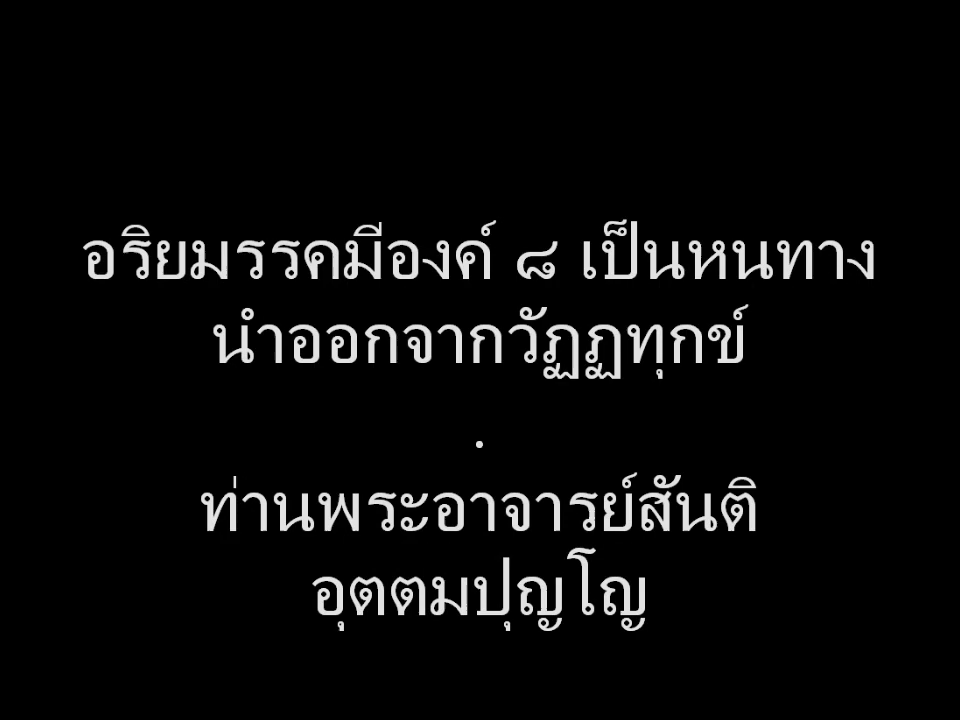 อริยมรรคมีองค์ ๘ เป็นหนทาง
นำออกจากวัฏฏทุกข์
.
ท่านพระอาจารย์สันติ
อุตตมปุญโญ